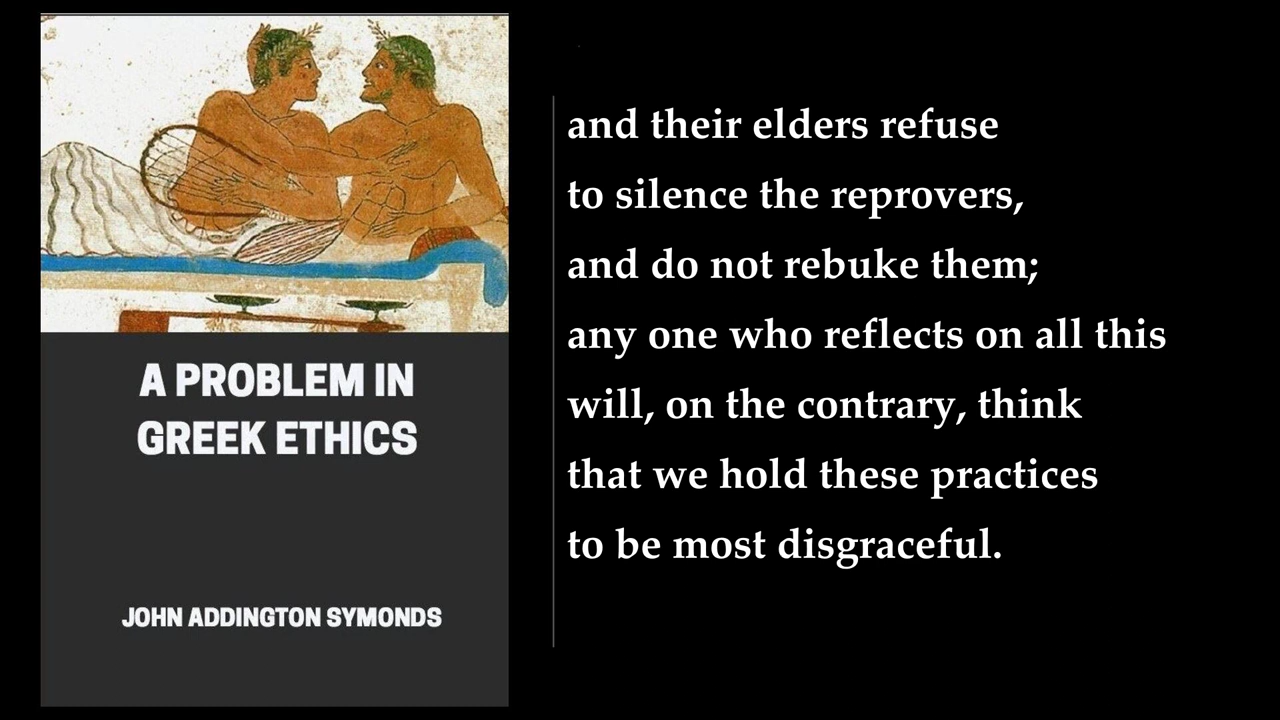 A PROBLEM IN
GREEK ETHICS
JOHN ADDINGTON SYMONDS
and their elders refuse
to silence the reprovers,
and do not rebuke them;
any one who reflects on all this
will, on the contrary, think
that we hold these practices
to be most disgraceful.